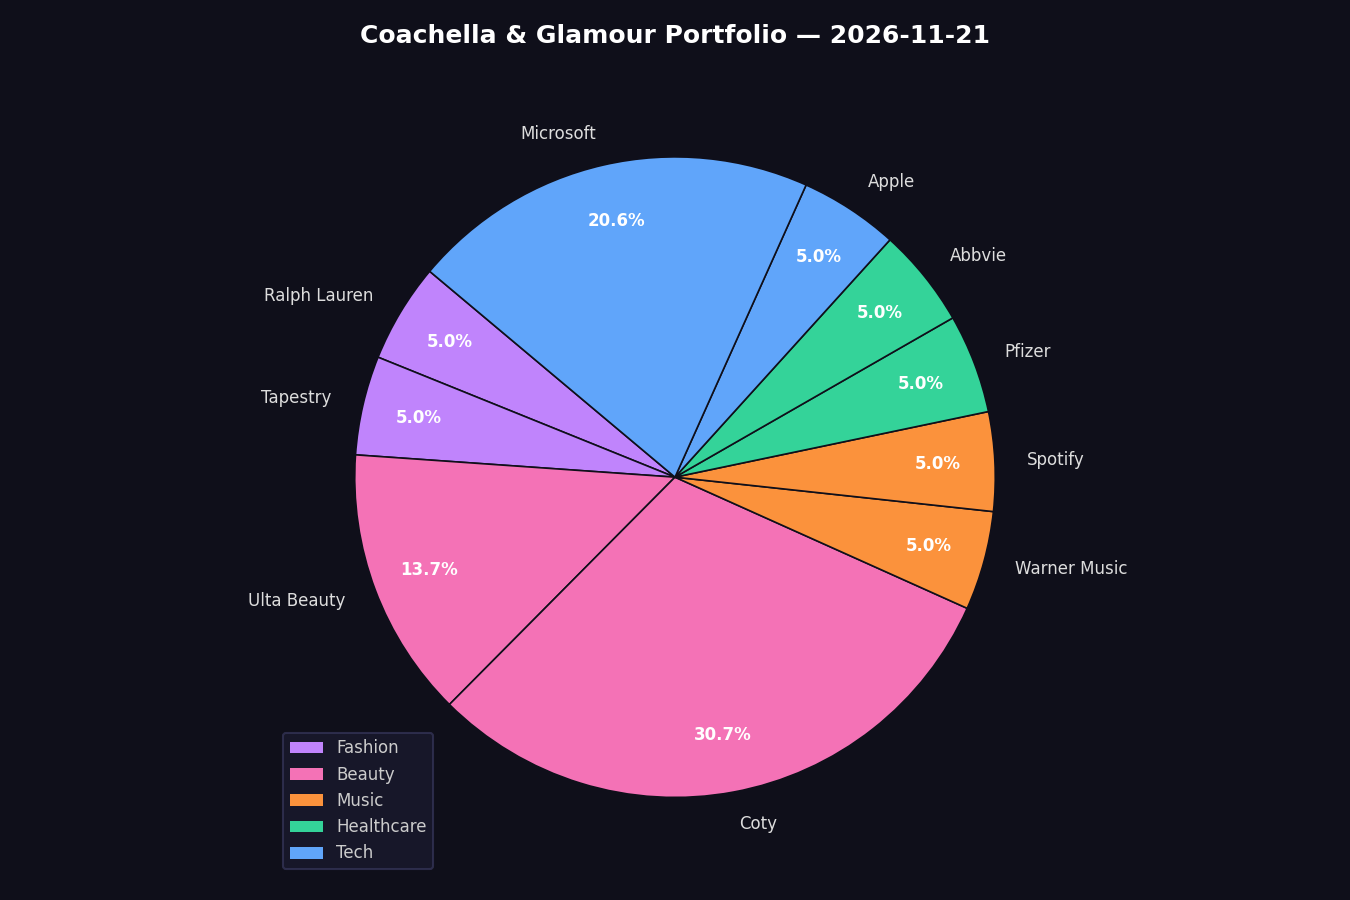 Coachella & Glamour Portfolio — 2026-11-21
Microsoft
20.6%
Apple
5.0%
Abbvie
5.0%
Pfizer
5.0%
Spotify
5.0%
Warner Music
5.0%
Ralph Lauren
5.0%
Tapestry
5.0%
Ulta Beauty
13.7%
Coty
30.7%
Fashion
Beauty
Music
Healthcare
Tech